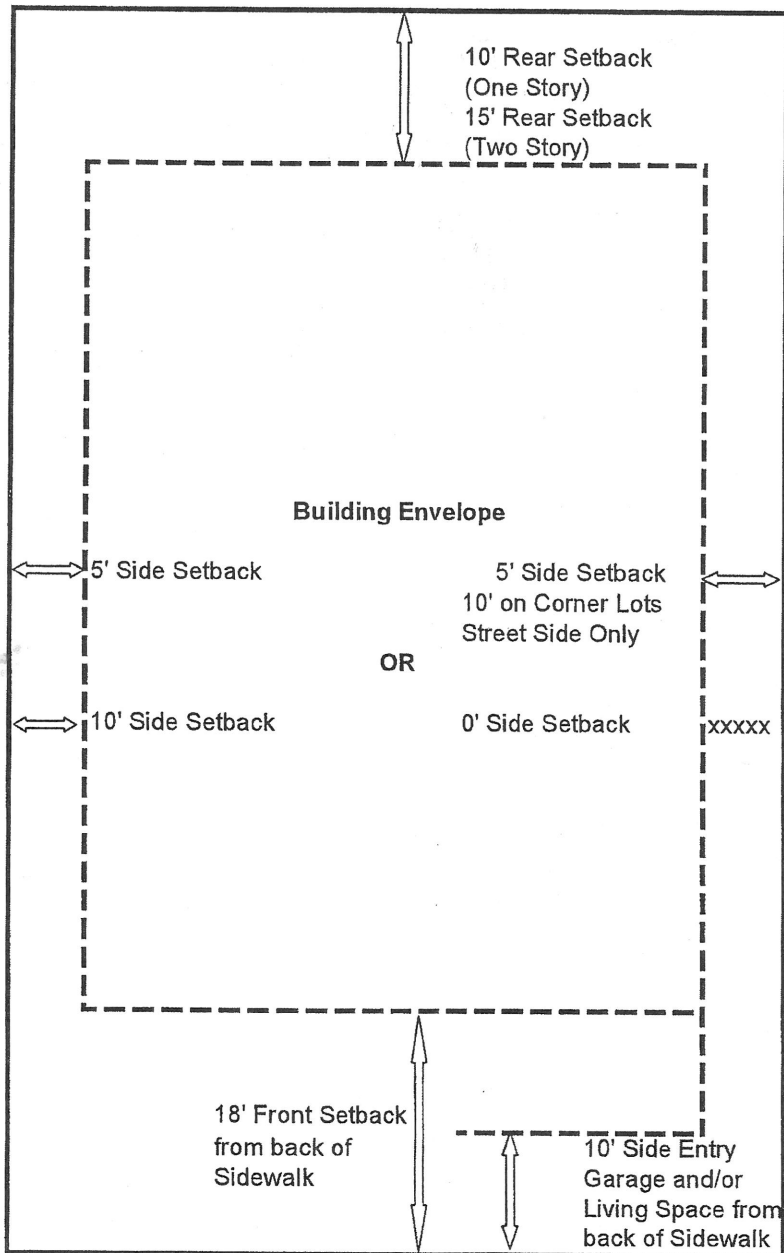 10' Rear Setback
(One Story)
15' Rear Setback
(Two Story)
Building Envelope
5' Side Setback
5' Side Setback
10' on Corner Lots
Street Side Only
OR
10' Side Setback
0' Side Setback
xxxxx
18' Front Setback
from back of
Sidewalk
10' Side Entry
Garage and/or
Living Space from
back of Sidewalk